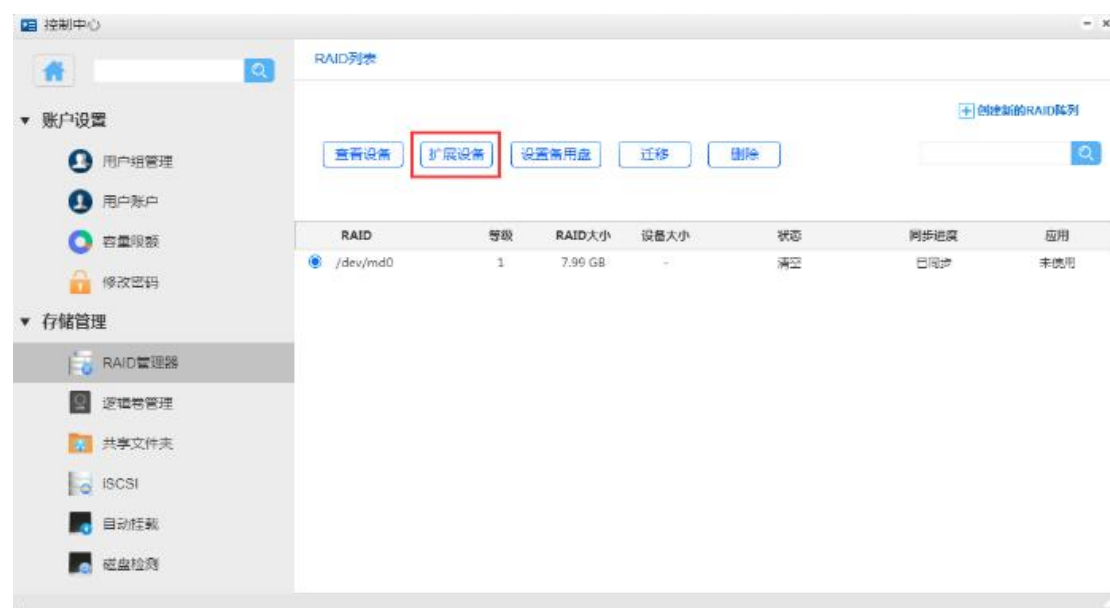 控制中心
RAID列表
账户设置
用户组管理
用户账户
容量限额
修改密码
存储管理
RAID管理器
逻辑卷管理
共享文件夹
iSCSI
自动挂载
磁盘检测
创建新的RAID阵列
查看设备 扩展设备 设置备用盘 迁移 删除
RAID 等级 RAID大小 设备大小 状态 同步进度 应用
/dev/md0 1 7.99 GB - 清空 已同步 未使用